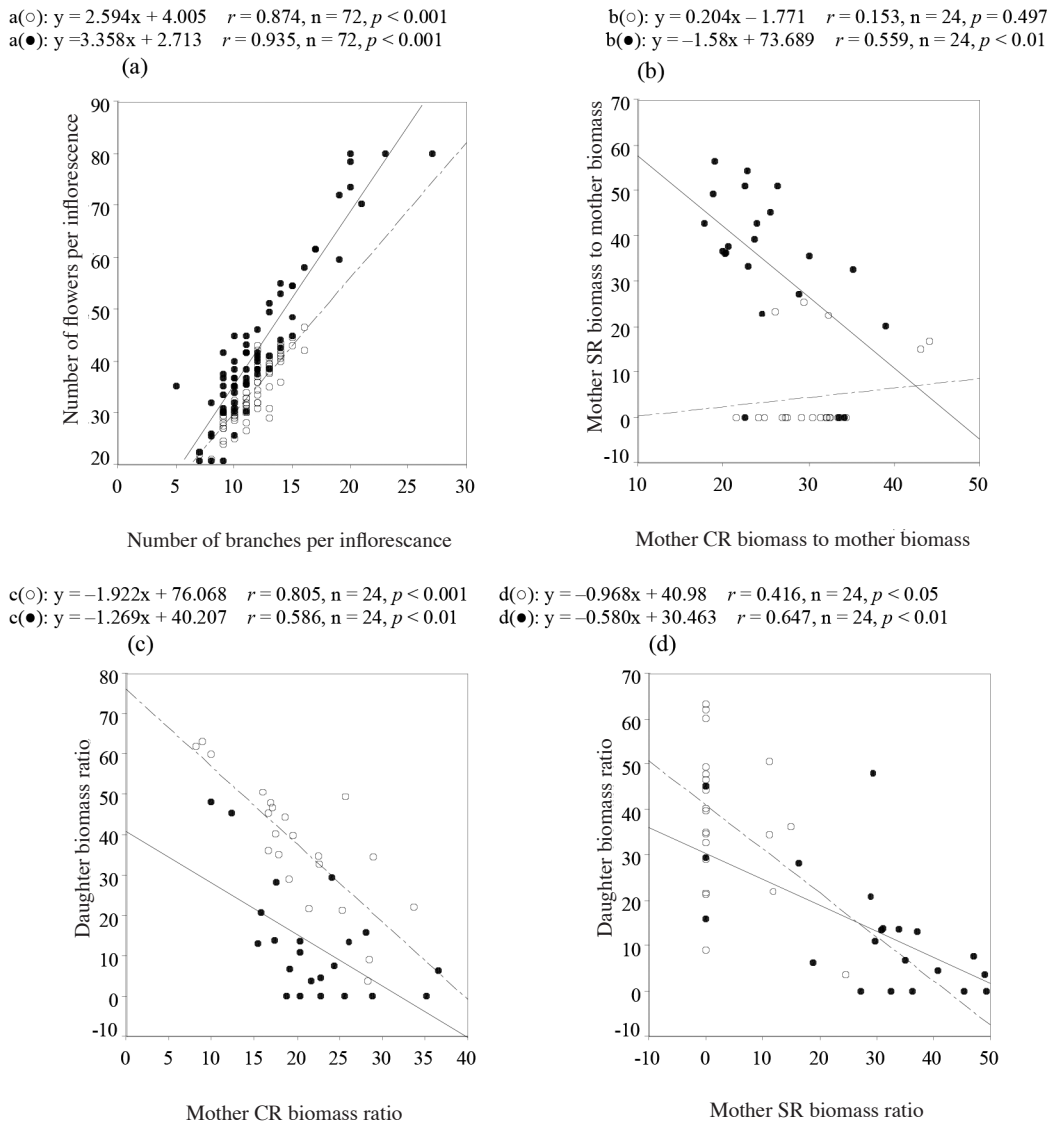 a(○): y = 2.594x + 4.005 r = 0.874, n = 72, p < 0.001
a(●): y =3.358x + 2.713 r = 0.935, n = 72, p < 0.001
(a)
90
80
70
60
50
40
30
20
0 5 10 15 20 25 30
Number of flowers per inflorescence
Number of branches per inflorescance
b(○): y = 0.204x – 1.771 r = 0.153, n = 24, p = 0.497
b(●): y = –1.58x + 73.689 r = 0.559, n = 24, p < 0.01
(b)
70
60
50
40
30
20
10
0
-10
10 20 30 40 50
Mother SR biomass to mother biomass
Mother CR biomass to mother biomass
c(○): y = –1.922x + 76.068 r = 0.805, n = 24, p < 0.001
c(●): y = –1.269x + 40.207 r = 0.586, n = 24, p < 0.01
(c)
80
70
60
50
40
30
20
10
0
-10
0 5 10 15 20 25 30 35 40
Daughter biomass ratio
Mother CR biomass ratio
d(○): y = –0.968x + 40.98 r = 0.416, n = 24, p < 0.05
d(●): y = –0.580x + 30.463 r = 0.647, n = 24, p < 0.01
(d)
70
60
50
40
30
20
10
0
-10
-10 0 10 20 30 40 50
Daughter biomass ratio
Mother SR biomass ratio